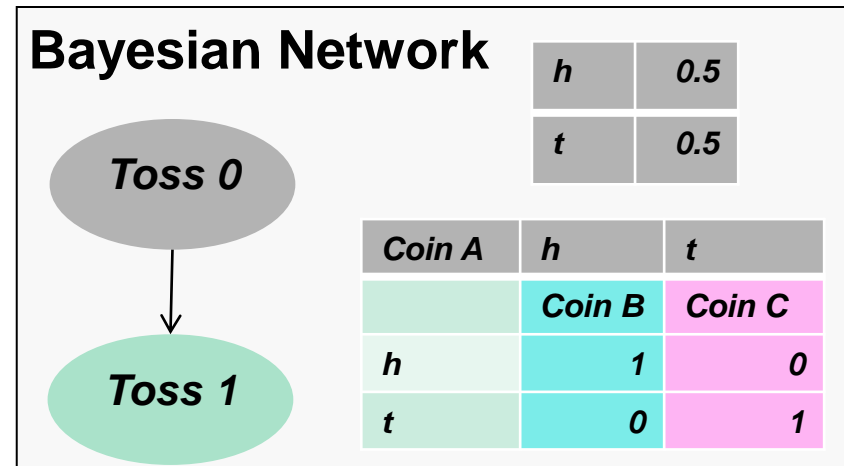 Bayesian Network
h 0.5
t 0.5
Toss 0
Coin A h t
Coin B Coin C
h 1 0
t 0 1
Toss 1